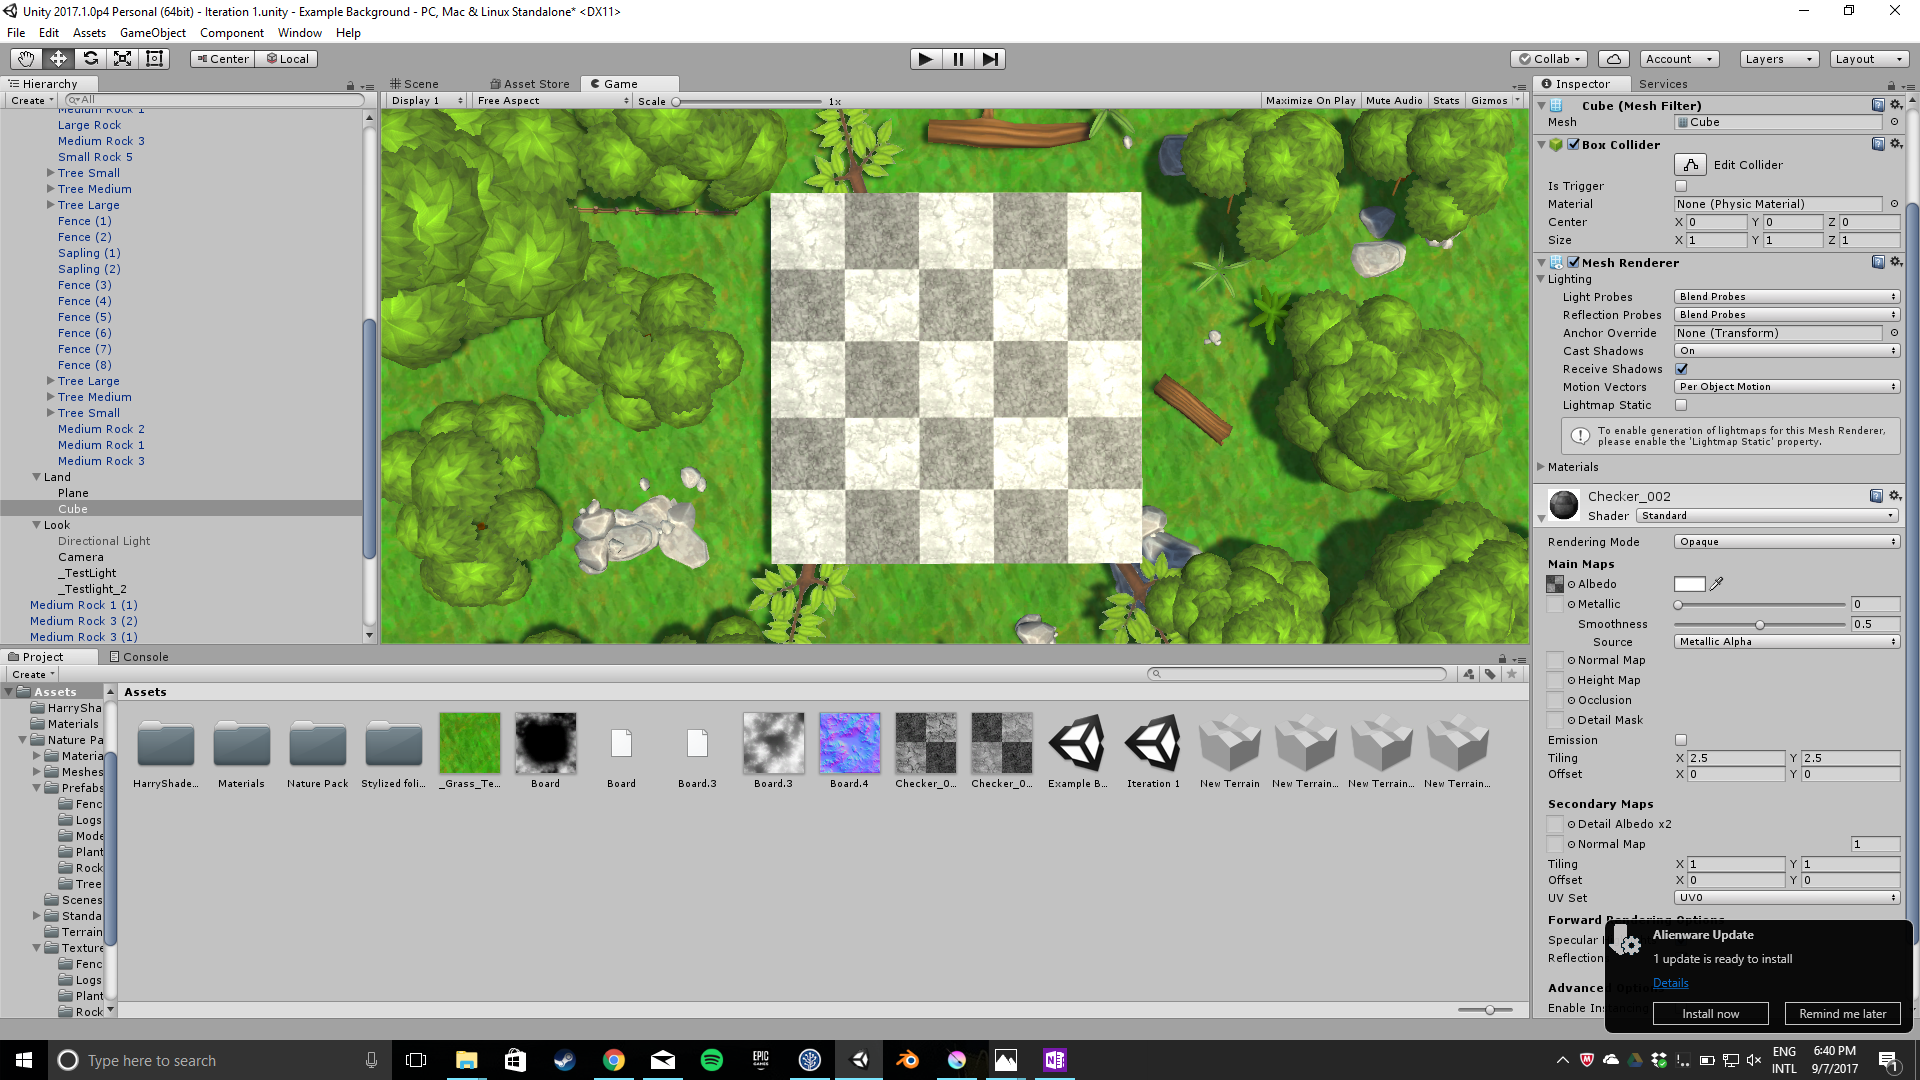 Unity 2017.1.0p4 Personal (64bit) - Iteration 1.unity - Example Background - PC, Mac & Linux Standalone* <DX11>
File Edit Assets GameObject Component Window Help
Center Local Collab Account Layers Layout
Hierarchy
Create All
Medium Rock 1
Large Rock
Medium Rock 3
Small Rock 5
Tree Small
Tree Medium
Tree Large
Fence (1)
Fence (2)
Sapling (1)
Sapling (2)
Fence (3)
Fence (4)
Fence (5)
Fence (6)
Fence (7)
Fence (8)
Tree Large
Tree Medium
Tree Small
Medium Rock 2
Medium Rock 1
Medium Rock 3
Land
Plane
Cube
Look
Directional Light
Camera
_TestLight
_Testlight_2
Medium Rock 1 (1)
Medium Rock 3 (2)
Medium Rock 3 (1)
Scene Asset Store Game
Display 1 Free Aspect Scale 1x Maximize On Play Mute Audio Stats Gizmos
Inspector Services
Cube (Mesh Filter)
Mesh Cube
Box Collider
Edit Collider
Is Trigger
Material None (Physic Material)
Center X 0 Y 0 Z 0
Size X 1 Y 1 Z 1
Mesh Renderer
Lighting
Light Probes Blend Probes
Reflection Probes Blend Probes
Anchor Override None (Transform)
Cast Shadows On
Receive Shadows
Motion Vectors Per Object Motion
Lightmap Static
To enable generation of lightmaps for this Mesh Renderer,
please enable the 'Lightmap Static' property.
Materials
Checker_002
Shader Standard
Rendering Mode Opaque
Main Maps
Albedo
Metallic 0
Smoothness 0.5
Source Metallic Alpha
Normal Map
Height Map
Occlusion
Detail Mask
Emission
Tiling X 2.5 Y 2.5
Offset X 0 Y 0
Secondary Maps
Detail Albedo x2
Normal Map 1
Tiling X 1 Y 1
Offset X 0 Y 0
UV Set UV0
Forward Rendering Options
Specular
Reflection
Advanced
Enable
Alienware Update
1 update is ready to install
Details
Install now Remind me later
Project Console
Create
Assets
HarrySha
Materials
Nature Pa
Materia
Meshes
Prefabs
Fenc
Logs
Mode
Plant
Rock
Tree
Scenes
Standa
Terrain
Texture
Fenc
Logs
Plant
Rock
Assets
HarryShade... Materials Nature Pack Stylized foli... _Grass_Te... Board Board Board.3 Board.3 Board.4 Checker_0... Checker_0... Example B... Iteration 1 New Terrain New Terrain... New Terrain... New Terrain...
Type here to search
EPIC GAMES
ENG
INTL
6:40 PM
9/7/2017
1